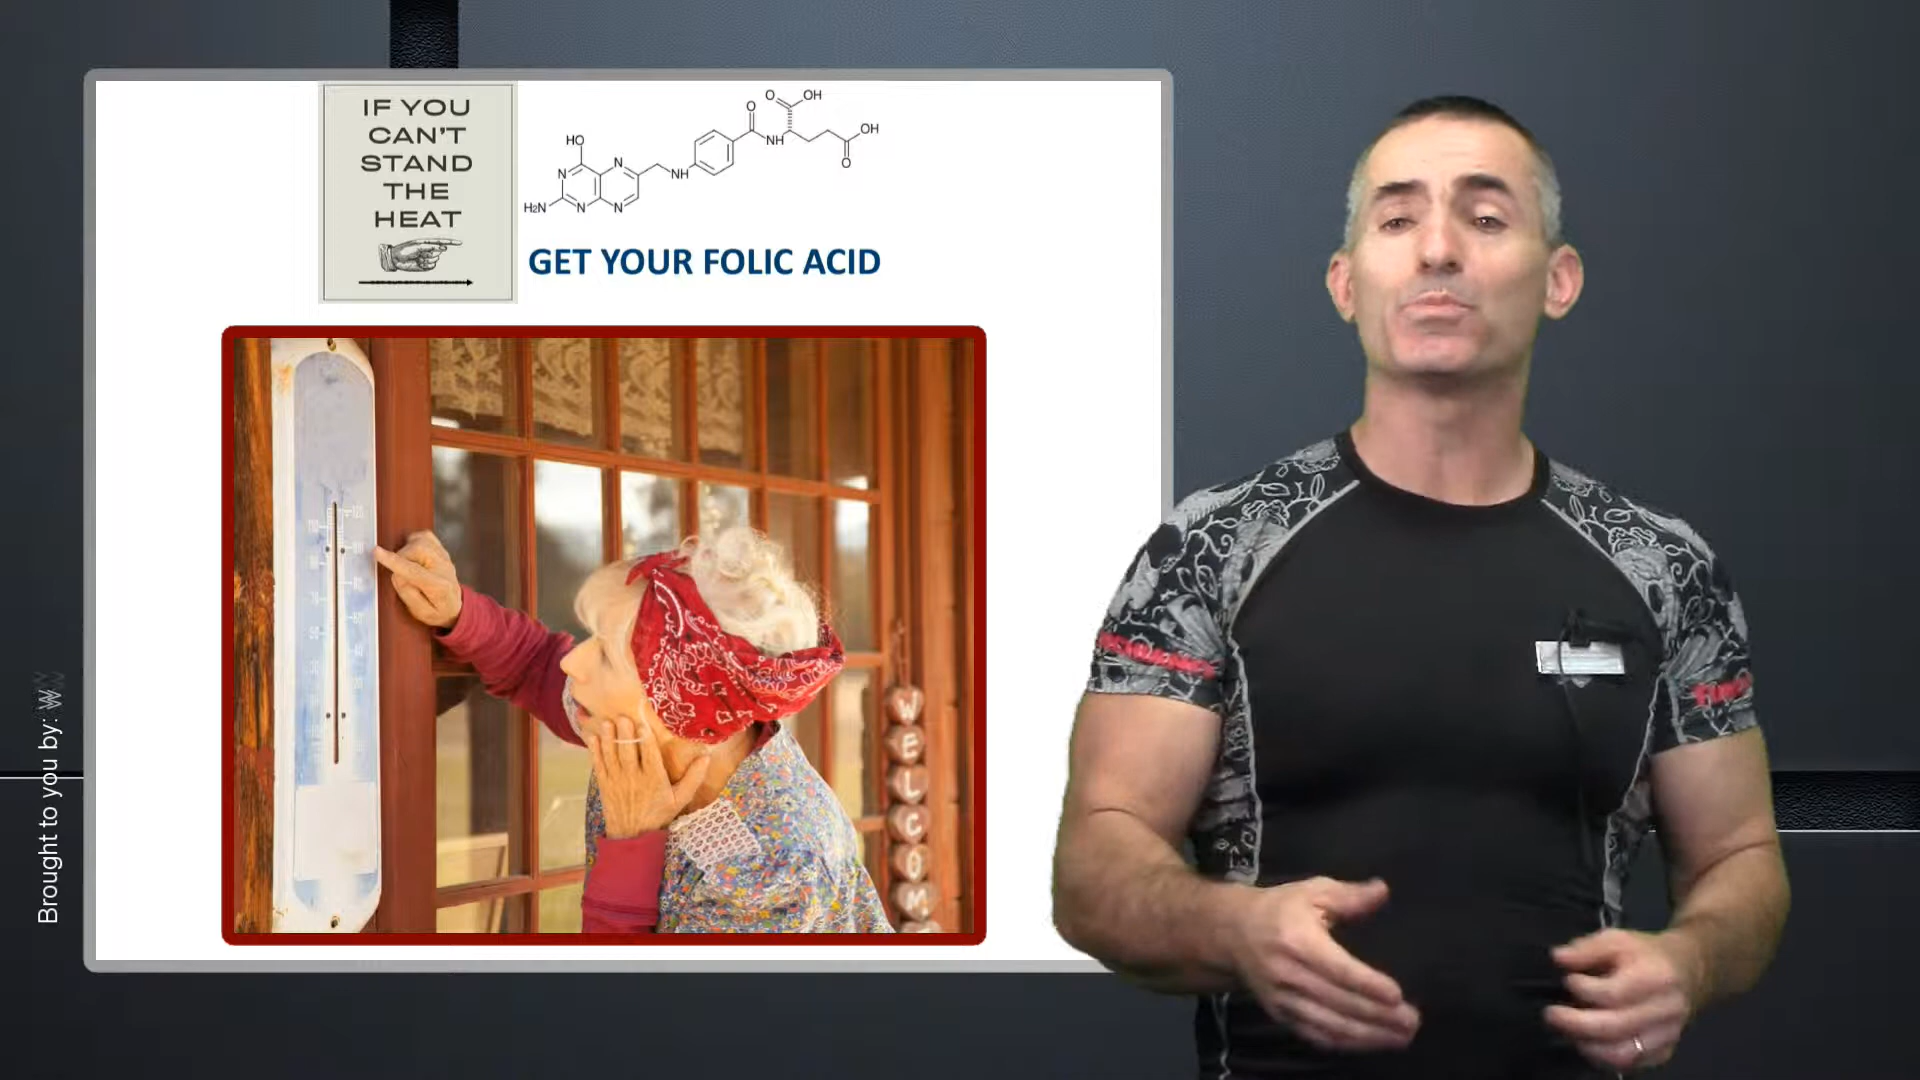 IF YOU
CAN'T
STAND
THE
HEAT
O
OH
O
OH
O
NH
HO
N
N
NH
H₂N
N
N
GET YOUR FOLIC ACID
WELCOM
Brought to you by: